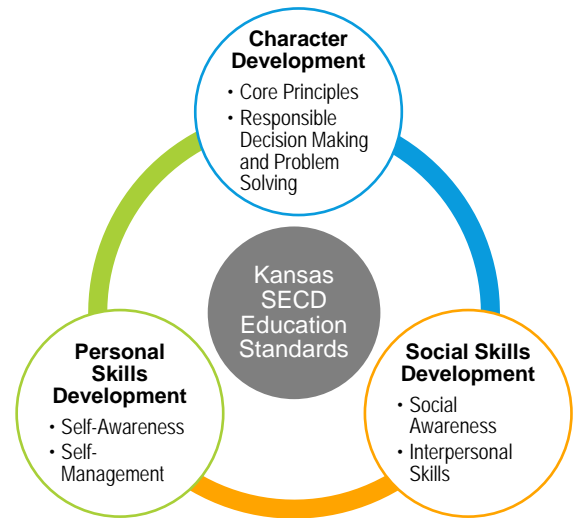 Character
Development
• Core Principles
• Responsible
Decision Making
and Problem
Solving
Kansas
SECD
Education
Standards
Personal
Skills
Development
• Self-Awareness
• Self-
Management
Social Skills
Development
• Social
Awareness
• Interpersonal
Skills